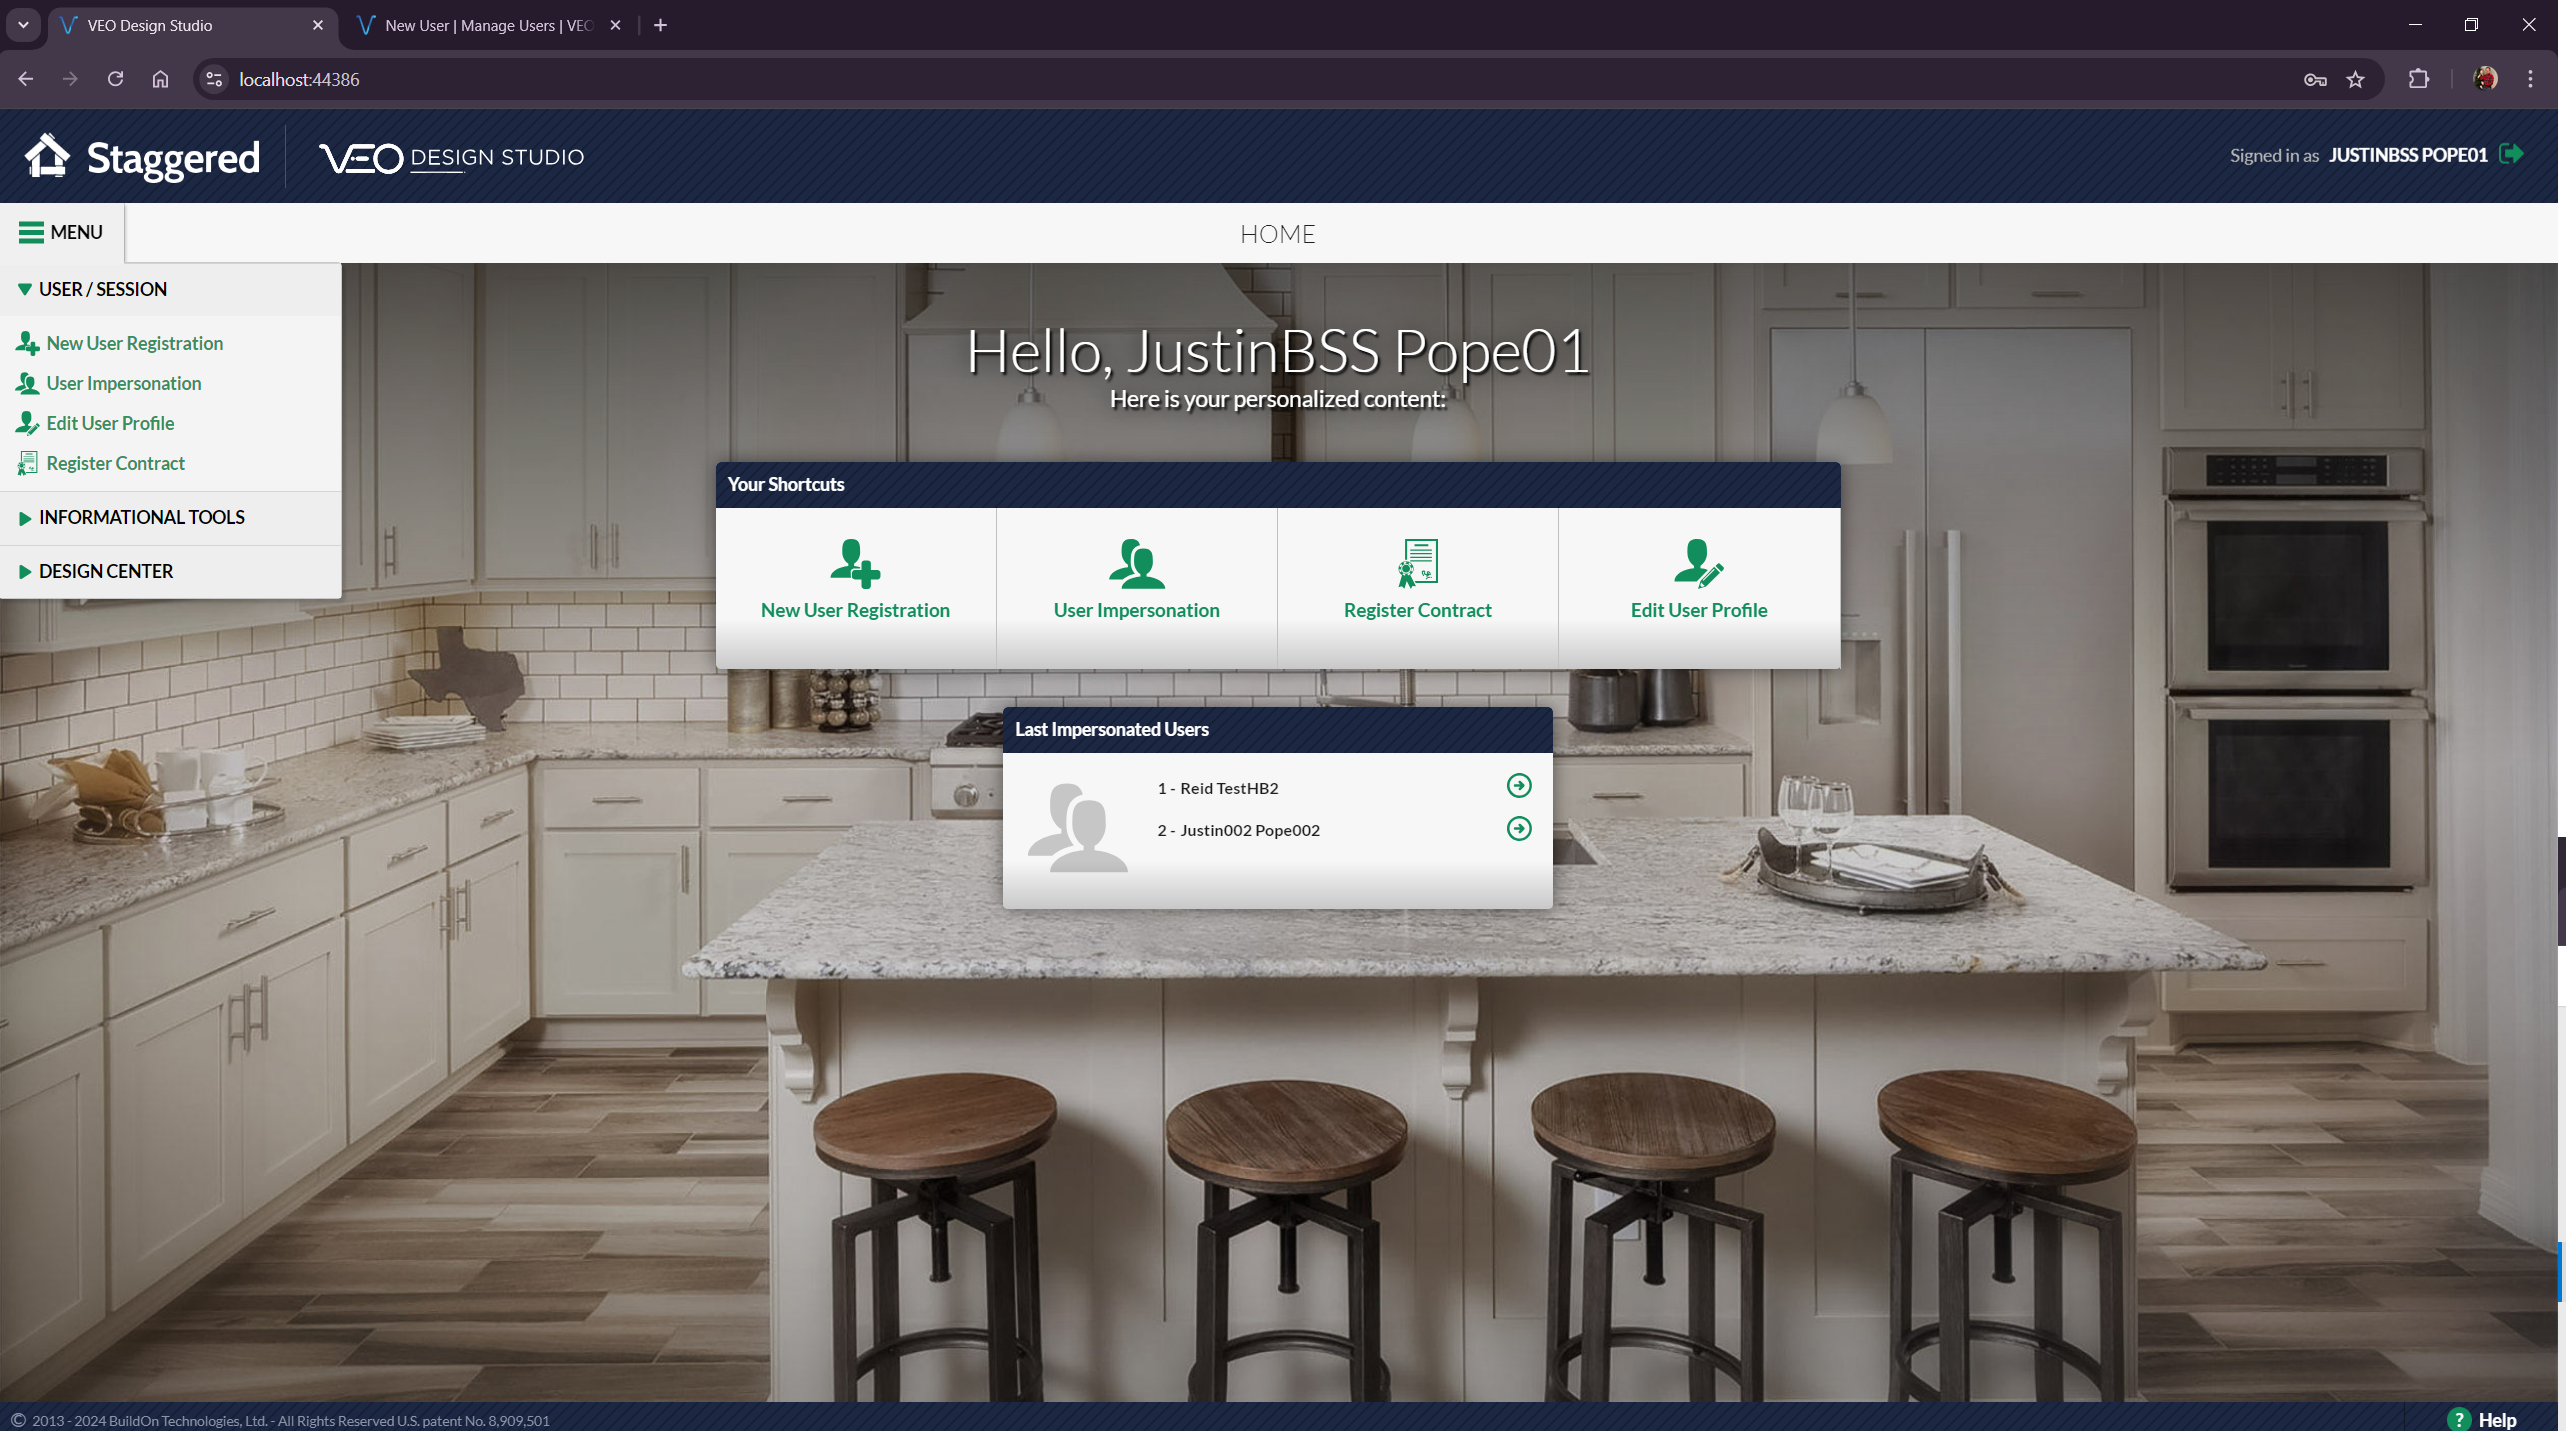 VEO Design Studio
New User | Manage Users | VEO
localhost:44386
Staggered
VEO DESIGN STUDIO
Signed in as JUSTINBSS POPE01
MENU
HOME
USER / SESSION
New User Registration
User Impersonation
Edit User Profile
Register Contract
INFORMATIONAL TOOLS
DESIGN CENTER
Hello, JustinBSS Pope01
Here is your personalized content:
Your Shortcuts
New User Registration
User Impersonation
Register Contract
Edit User Profile
Last Impersonated Users
1 - Reid TestHB2
2 - Justin002 Pope002
© 2013 - 2024 BuildOn Technologies, Ltd. - All Rights Reserved U.S. patent No. 8,909,501
? Help